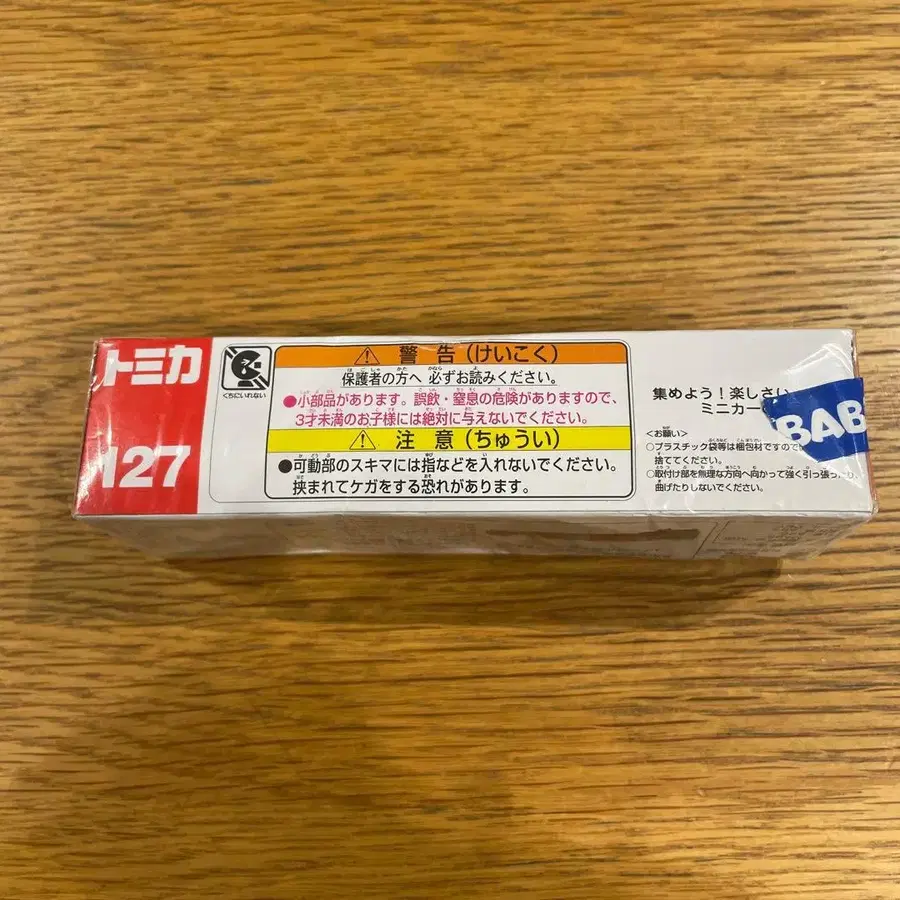 トミカ
127
くちにいれない
警告(けいこく)
保護者の方へ 必ずお読みください。
●小部品があります。誤飲・窒息の危険がありますので、
3才未満のお子様には絶対に与えないでください。
注意(ちゅうい)
●可動部のスキマには指などを入れないでください。
挟まれてケガをする恐れがあります。
集めよう!楽しさい
ミニカー
BAB
<お願い>
○プラスチック袋等は梱包材ですので
捨ててください。
○取付け部を無理な方向へ向かって強く引っ張ったり、
曲げたりしないでください。